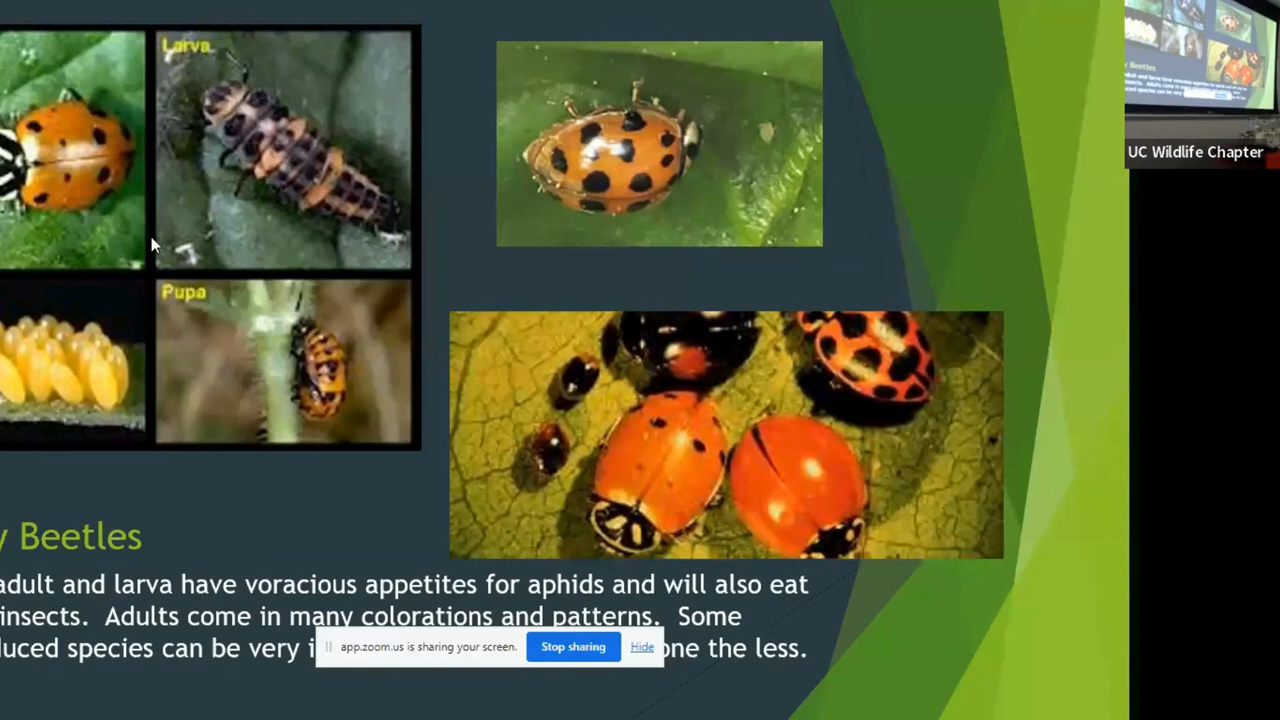 Larva
UC Wildlife Chapter
Pupa
y Beetles
adult and larva have voracious appetites for aphids and will also eat
insects. Adults come in many colorations and patterns. Some
luced species can be very i
one the less.
app.zoom.us is sharing your screen.
Stop sharing
Hide